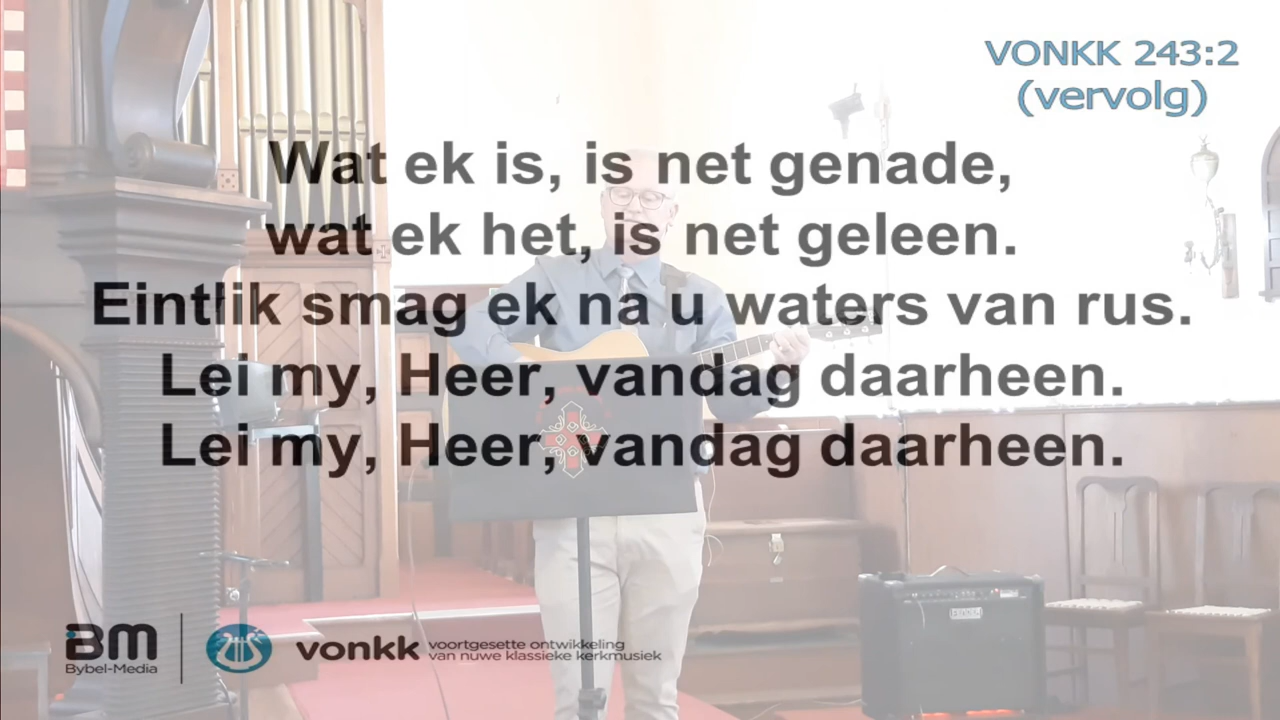 VONKK 243:2
(vervolg)
Wat ek is, is net genade,
wat ek het, is net geleen.
Eintlik smag ek na u waters van rus.
Lei my, Heer, vandag daarheen.
Lei my, Heer, vandag daarheen.
BM
Bybel-Media
vonkk
voortgesette ontwikkeling
van nuwe klassieke kerkmusiek